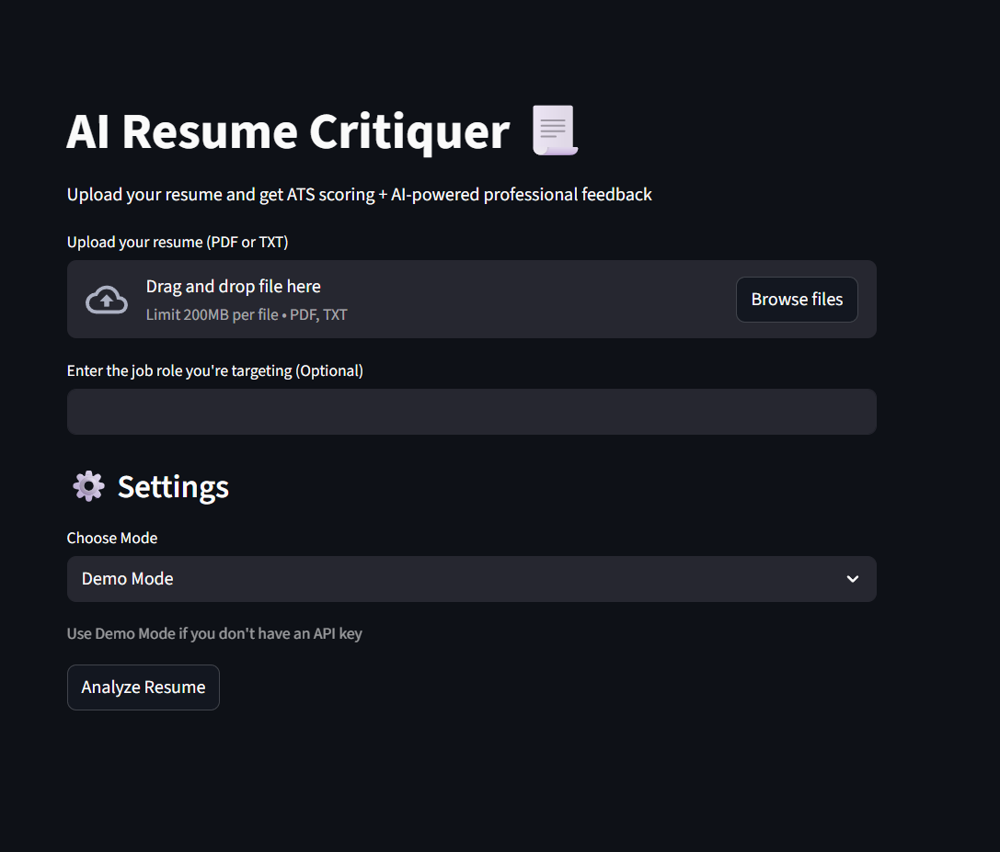 AI Resume Critiquer
Upload your resume and get ATS scoring + AI-powered professional feedback
Upload your resume (PDF or TXT)
Drag and drop file here
Limit 200MB per file • PDF, TXT
Browse files
Enter the job role you're targeting (Optional)
Settings
Choose Mode
Demo Mode
Use Demo Mode if you don't have an API key
Analyze Resume